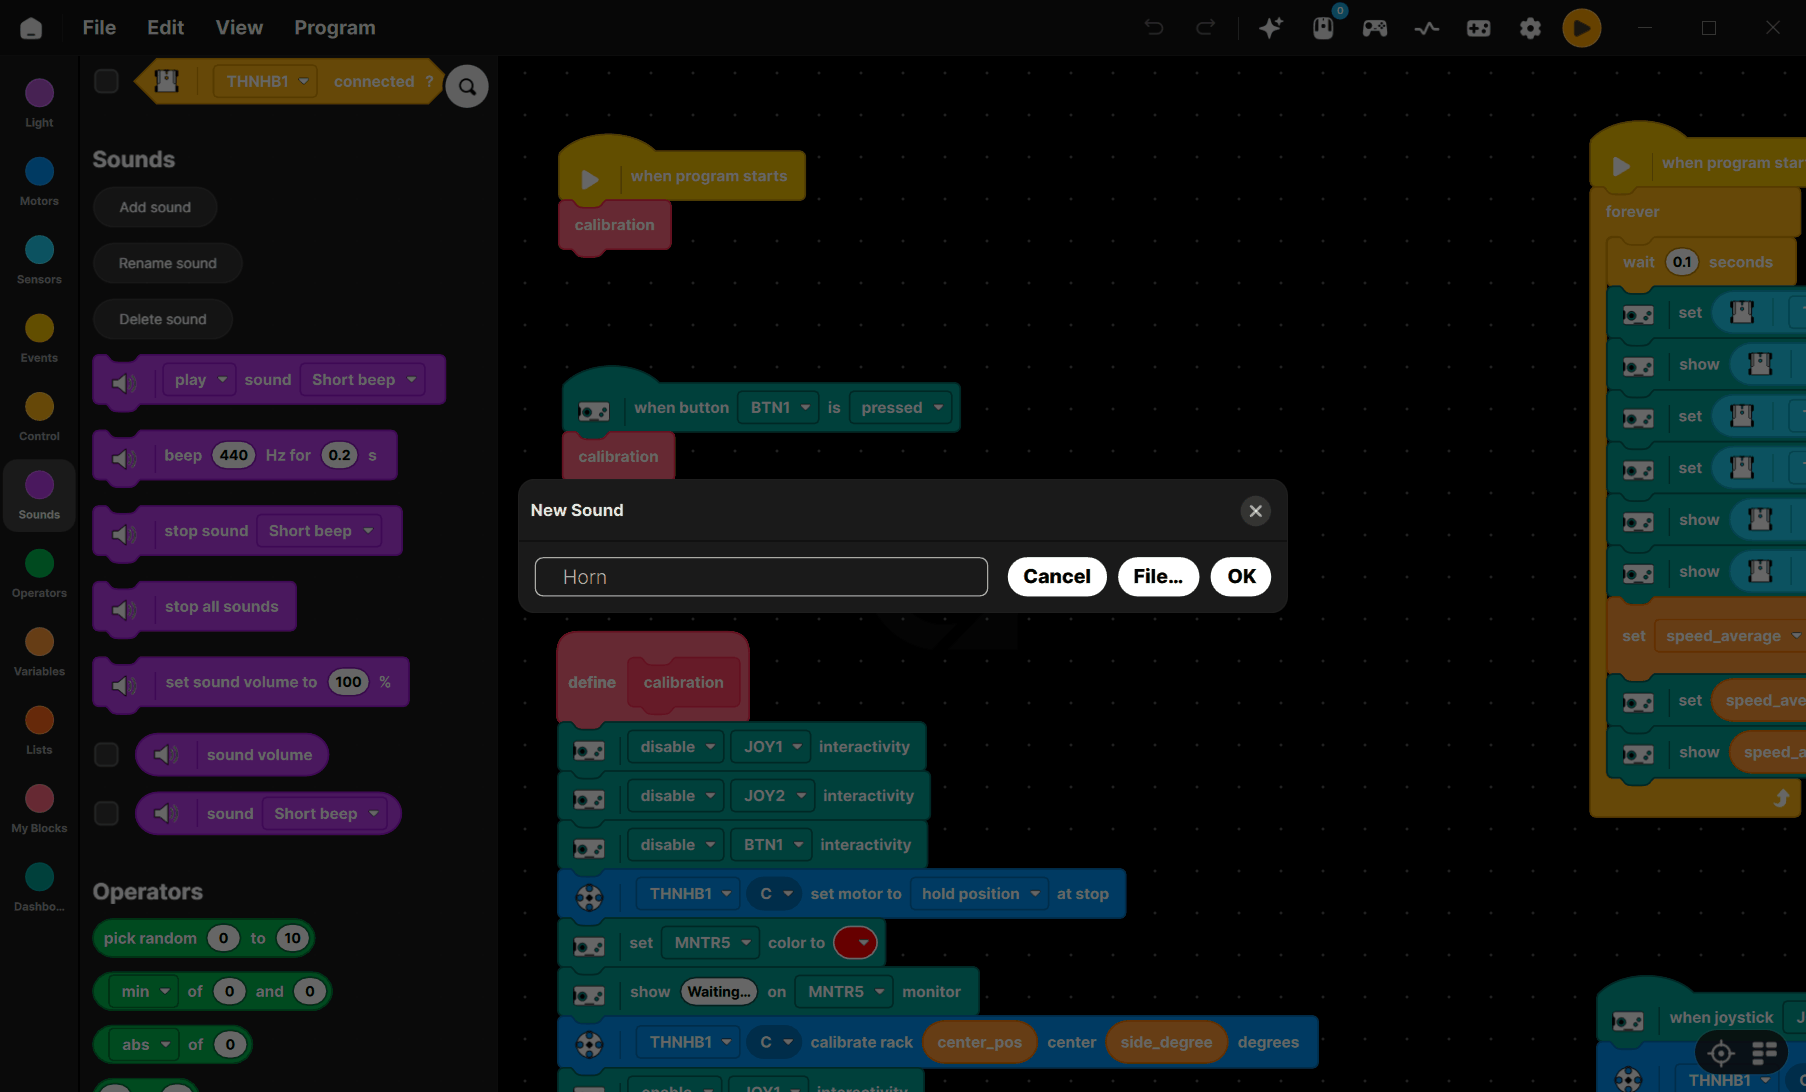 File Edit View Program
0
Light
Motors
Sensors
Events
Control
Sounds
Operators
Variables
Lists
My Blocks
Dashbo...
THNHB1 connected ?
Sounds
Add sound
Rename sound
Delete sound
play sound Short beep
beep 440 Hz for 0.2 s
stop sound Short beep
stop all sounds
set sound volume to 100 %
sound volume
sound Short beep
Operators
pick random 0 to 10
min of 0 and 0
abs of 0
when program starts
calibration
when button BTN1 is pressed
calibration
New Sound
Horn
Cancel File... OK
define calibration
disable JOY1 interactivity
disable JOY2 interactivity
disable BTN1 interactivity
THNHB1 C set motor to hold position at stop
set MNTR5 color to
show Waiting... on MNTR5 monitor
THNHB1 C calibrate rack center_pos center side_degree degrees
enable JOY1 interactivity
when program star
forever
wait 0.1 seconds
set
show
set
set
show
show
set speed_average
set speed_ave
show speed_a
when joystick J
THNHB1